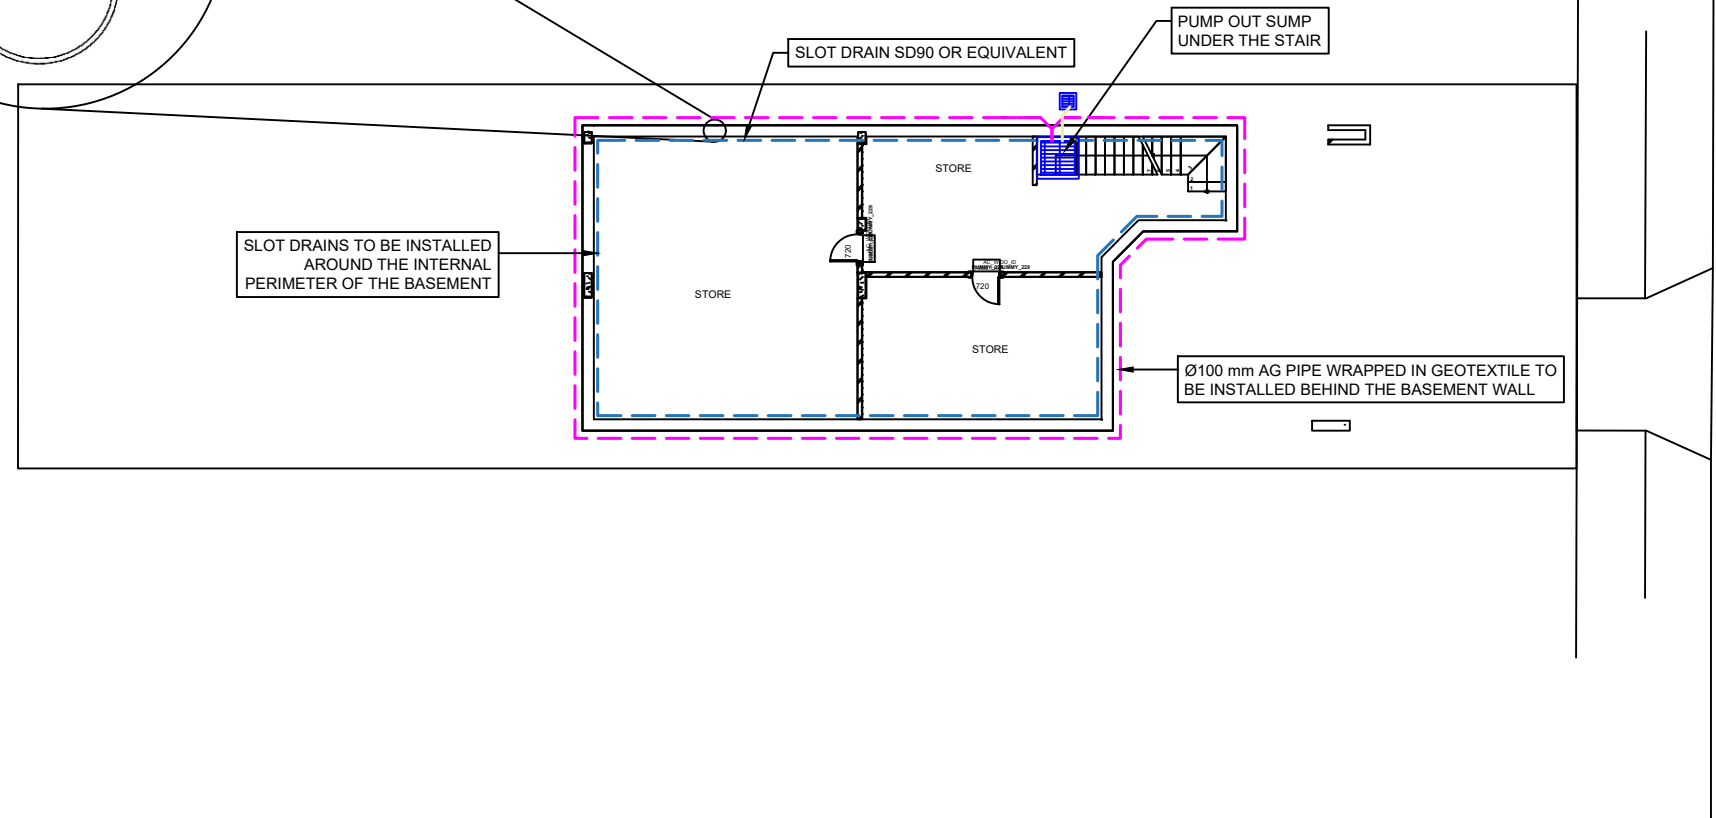 PUMP OUT SUMP
UNDER THE STAIR
SLOT DRAIN SD90 OR EQUIVALENT
STORE
SLOT DRAINS TO BE INSTALLED
AROUND THE INTERNAL
PERIMETER OF THE BASEMENT
720
720
STORE
STORE
Ø100 mm AG PIPE WRAPPED IN GEOTEXTILE TO
BE INSTALLED BEHIND THE BASEMENT WALL